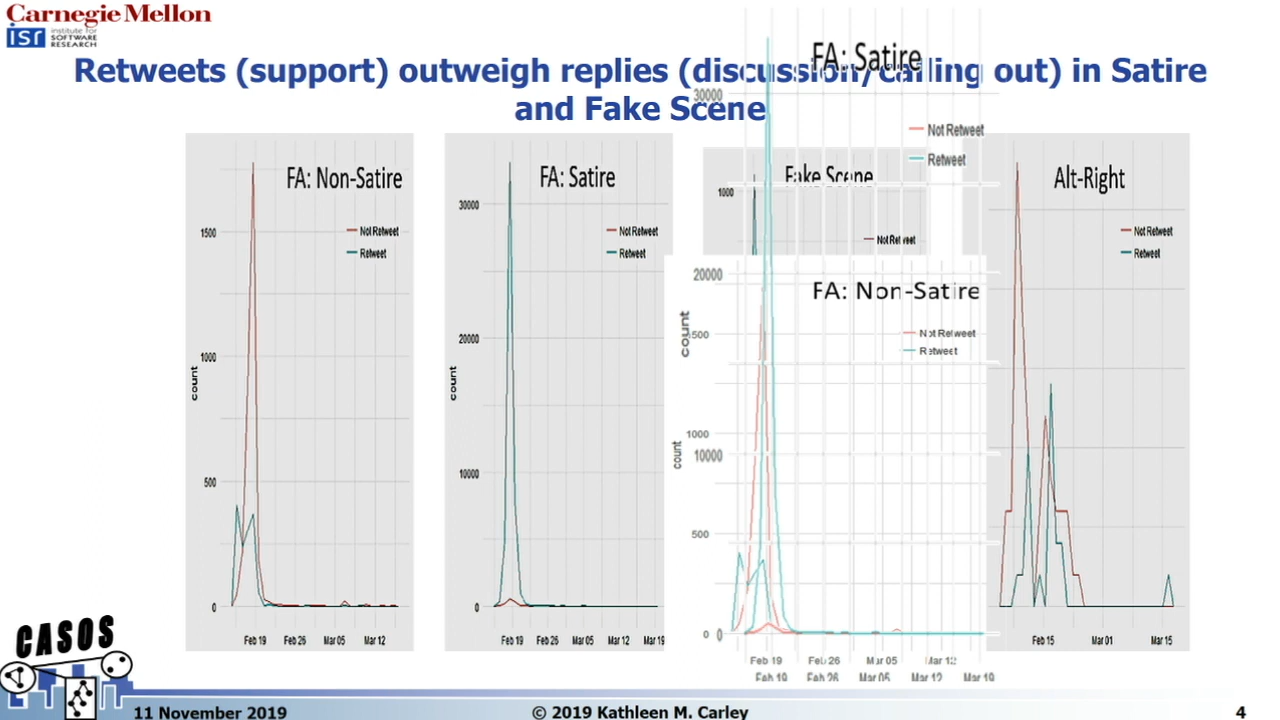 Carnegie Mellon
isr institute for
SOFTWARE
RESEARCH
Retweets (support) outweigh replies (discussion/calling out) in Satire
and Fake Scene
FA: Non-Satire
Not Retweet
Retweet
count
1500
1000
500
0
Feb 19 Feb 26 Mar 05 Mar 12
FA: Satire
Not Retweet
Retweet
count
30000
20000
10000
0
Feb 19 Feb 26 Mar 05 Mar 12 Mar 19
Fake Scene
1000
Not Retweet
FA: Satire
Not Retweet
Retweet
30000
20000
10000
0
count
FA: Non-Satire
Not Retweet
Retweet
count
1500
1000
500
0
Feb 19 Feb 26 Mar 05 Mar 12
Feb 19 Feb 26 Mar 05 Mar 12 Mar 19
Alt-Right
Not Retweet
Retweet
Feb 15 Mar 01 Mar 15
CASOS
11 November 2019
© 2019 Kathleen M. Carley
4